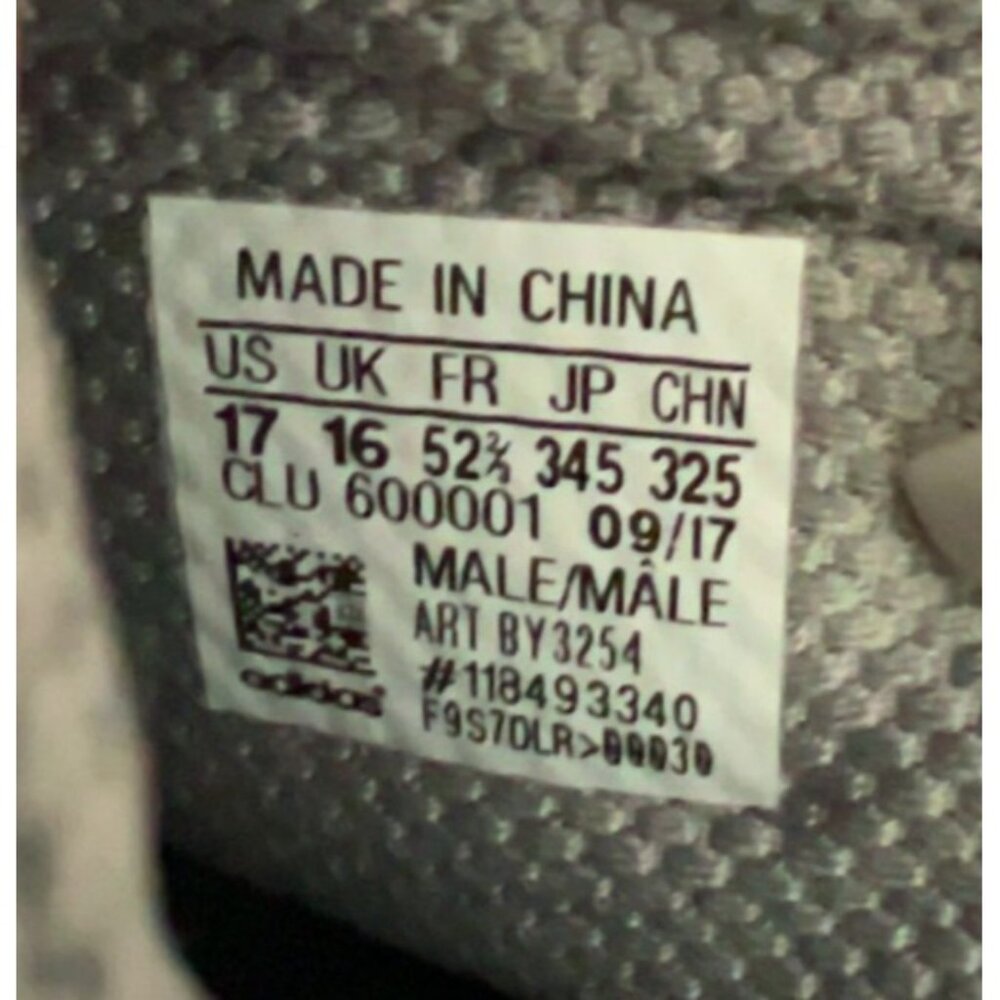 MADE IN CHINA
US UK FR JP CHN
17 16 52⅔ 345 325
CLU 600001 09/17
MALE/MÂLE
ART BY3254
#118493340
F9S7DLR>00030
adidas